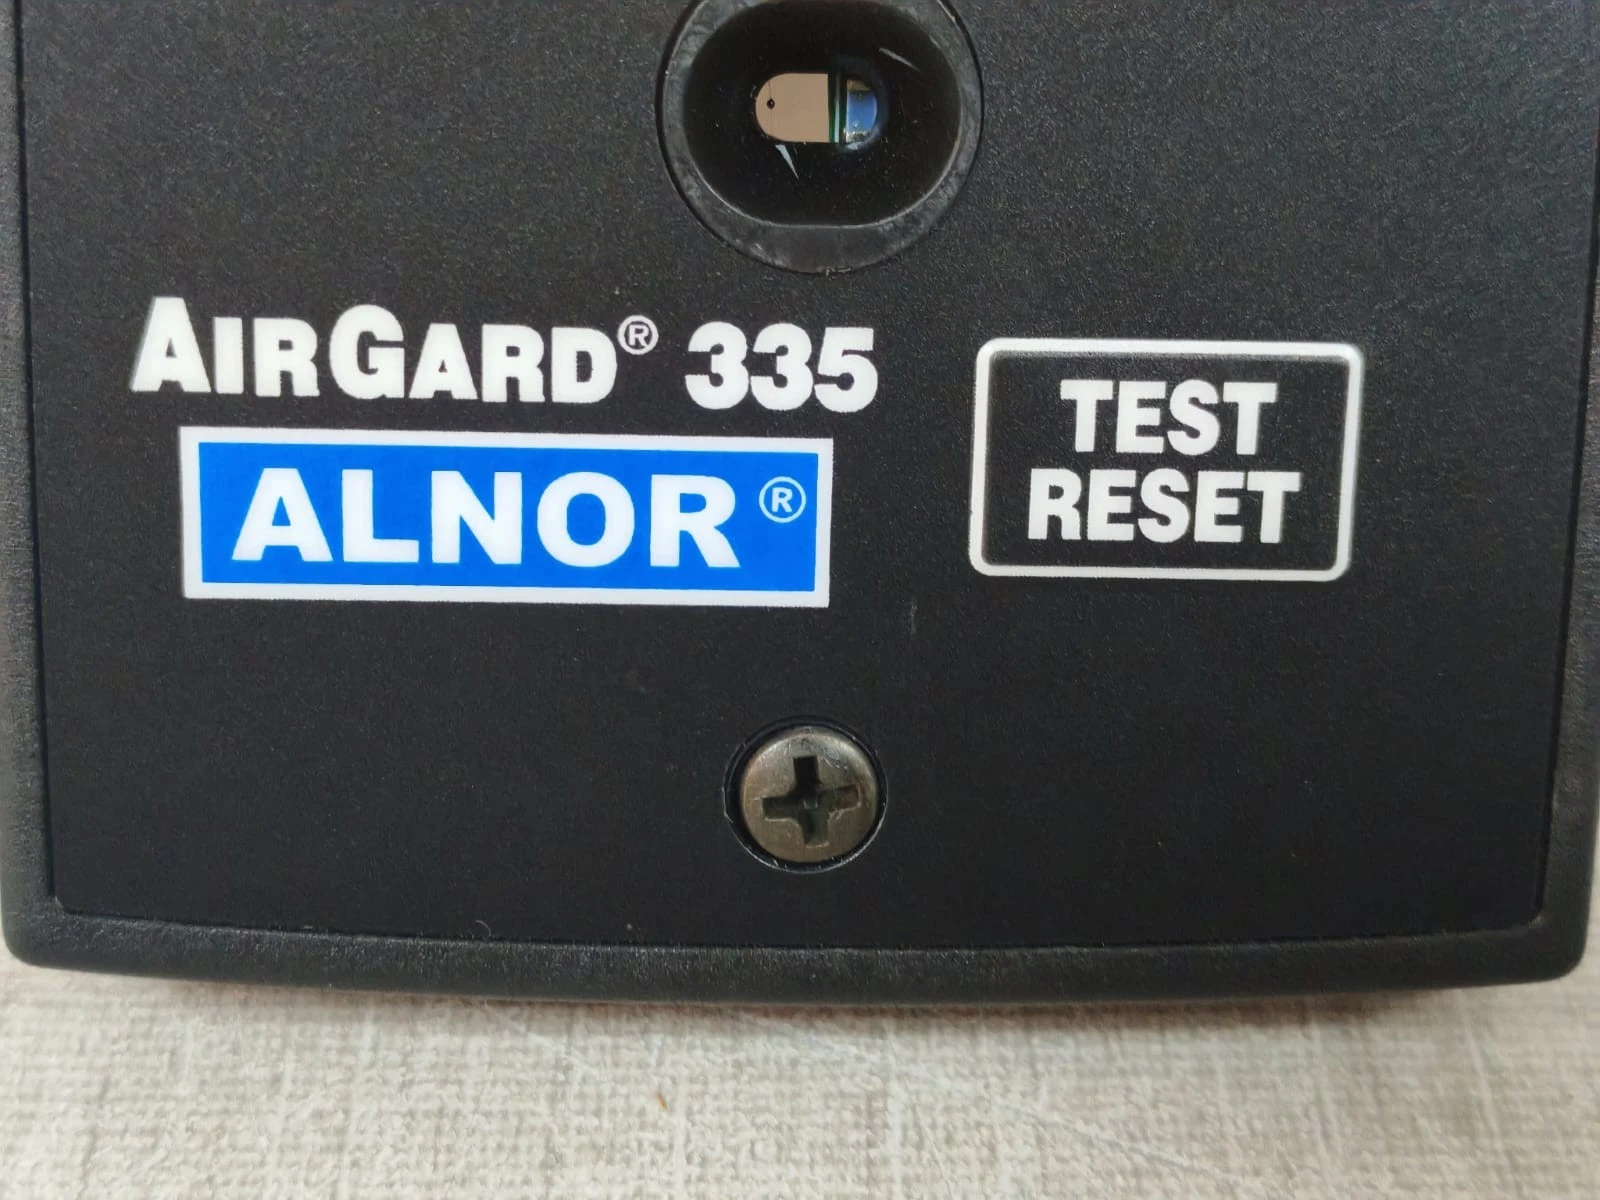 AIRGARD® 335
ALNOR®
TEST
RESET